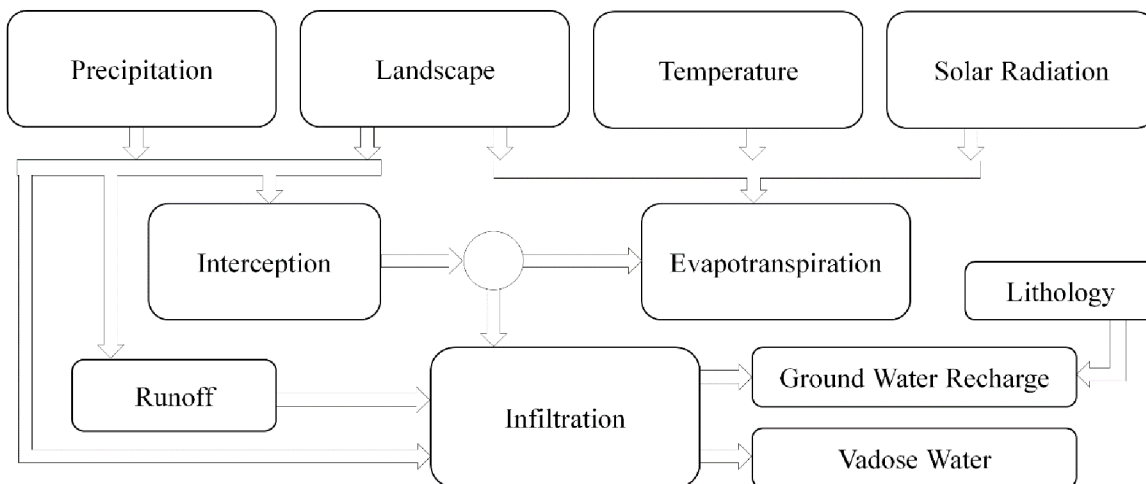 Precipitation
Landscape
Temperature
Solar Radiation
Interception
Evapotranspiration
Lithology
Runoff
Infiltration
Ground Water Recharge
Vadose Water